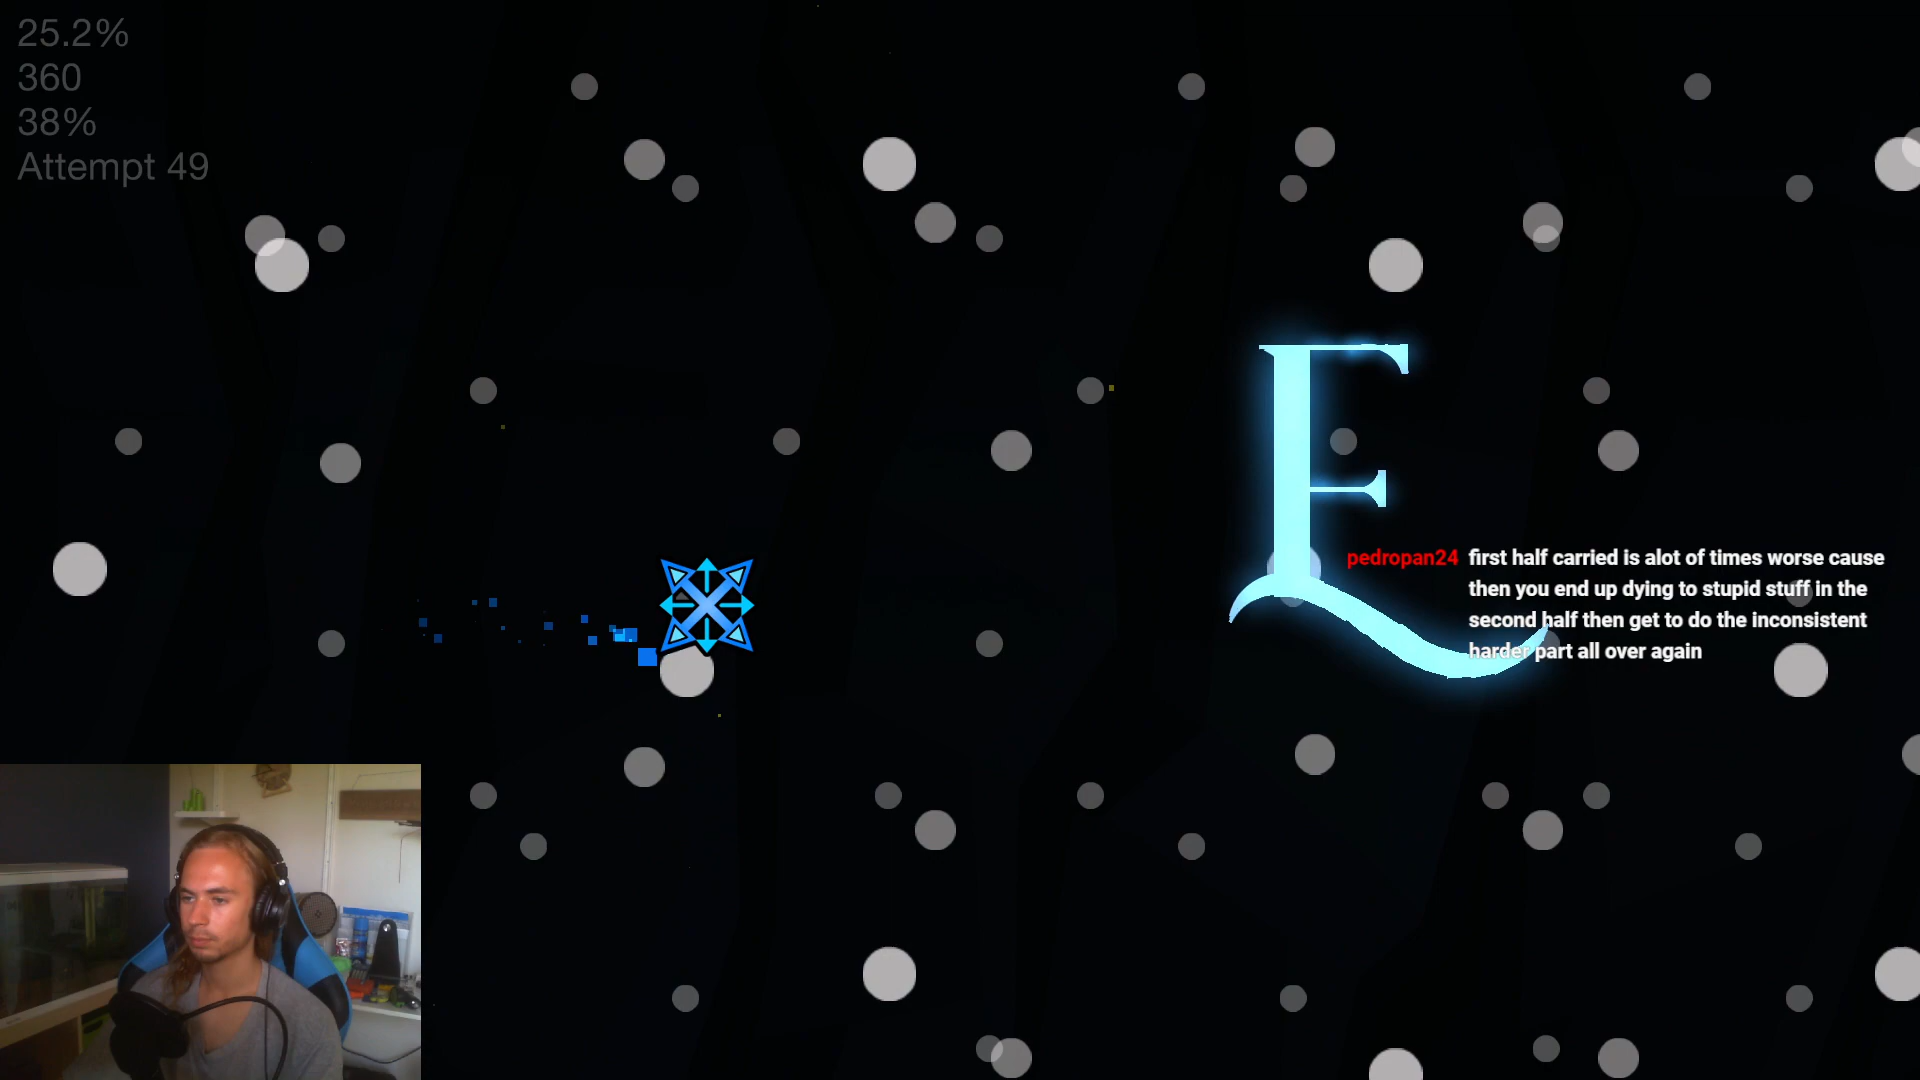 25.2%
360
38%
Attempt 49
E
pedropan24 first half carried is alot of times worse cause
then you end up dying to stupid stuff in the
second half then get to do the inconsistent
harder part all over again